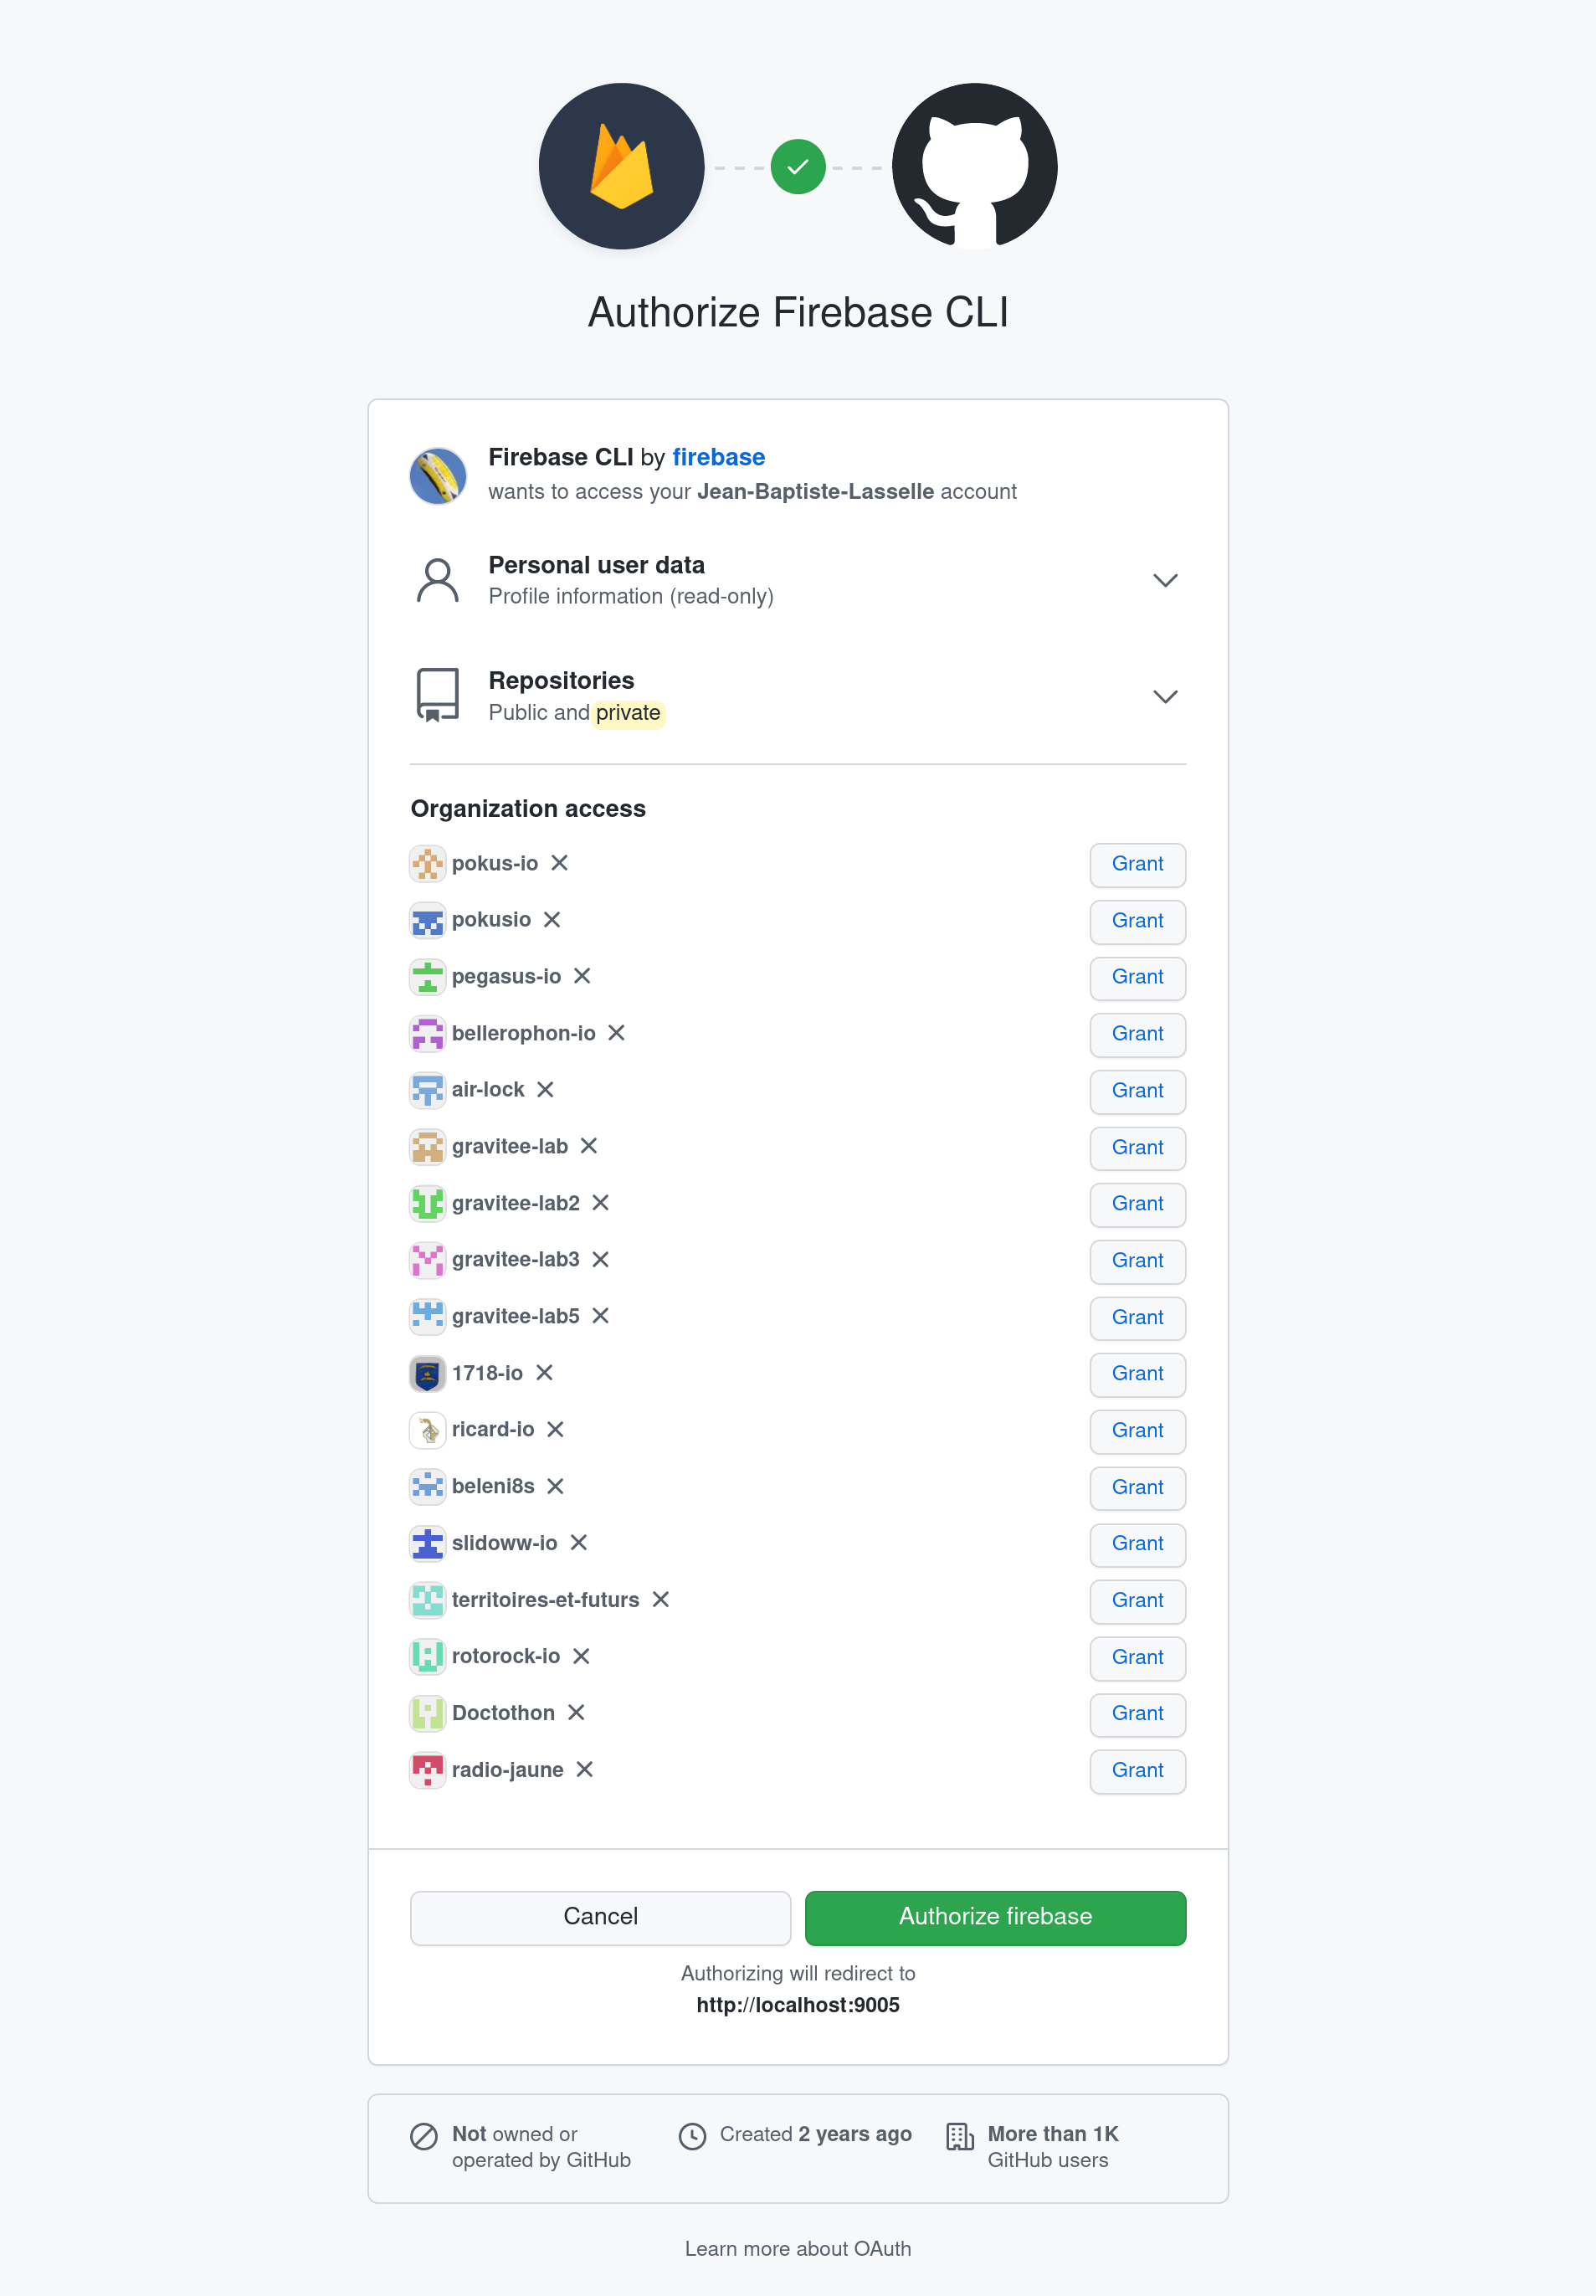 Authorize Firebase CLI
Firebase CLI by firebase
wants to access your Jean-Baptiste-Lasselle account
Personal user data
Profile information (read-only)
Repositories
Public and private
Organization access
pokus-io Grant
pokusio Grant
pegasus-io Grant
bellerophon-io Grant
air-lock Grant
gravitee-lab Grant
gravitee-lab2 Grant
gravitee-lab3 Grant
gravitee-lab5 Grant
1718-io Grant
ricard-io Grant
beleni8s Grant
slidoww-io Grant
territoires-et-futurs Grant
rotorock-io Grant
Doctothon Grant
radio-jaune Grant
Cancel Authorize firebase
Authorizing will redirect to
http://localhost:9005
Not owned or
operated by GitHub
Created 2 years ago
More than 1K
GitHub users
Learn more about OAuth